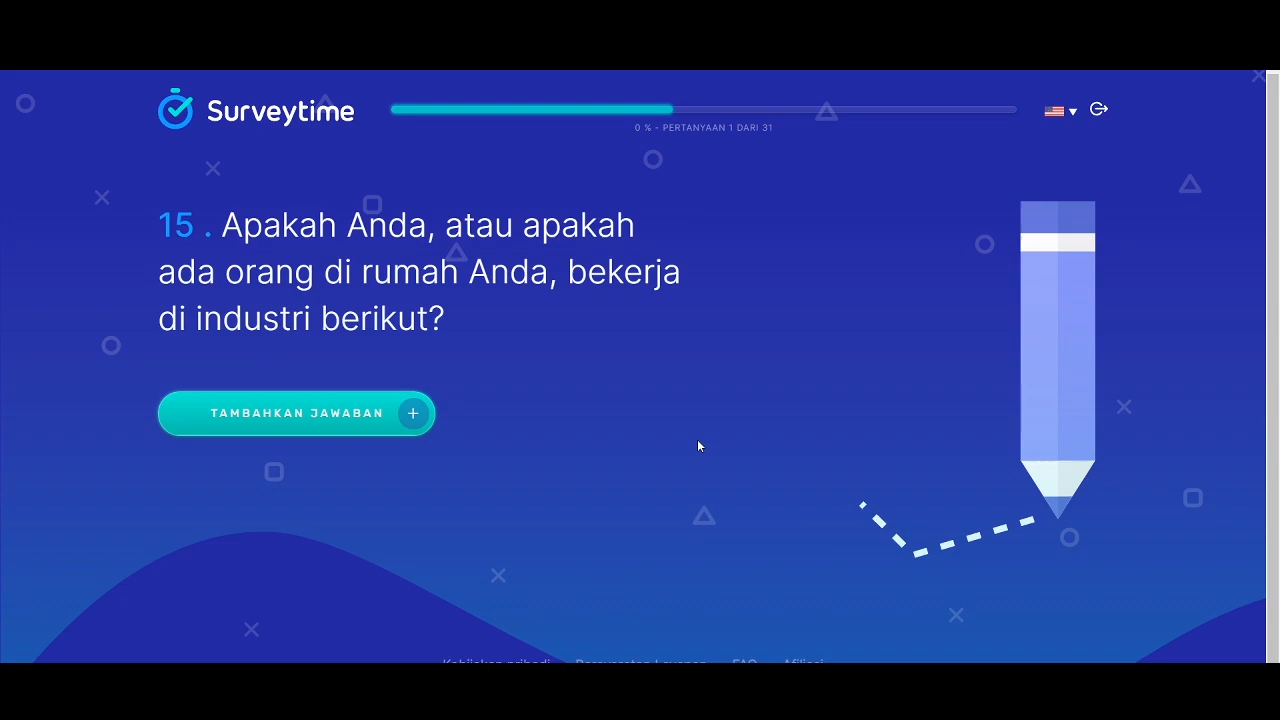 Surveytime
0 % - PERTANYAAN 1 DARI 31
15 . Apakah Anda, atau apakah
ada orang di rumah Anda, bekerja
di industri berikut?
TAMBAHKAN JAWABAN +